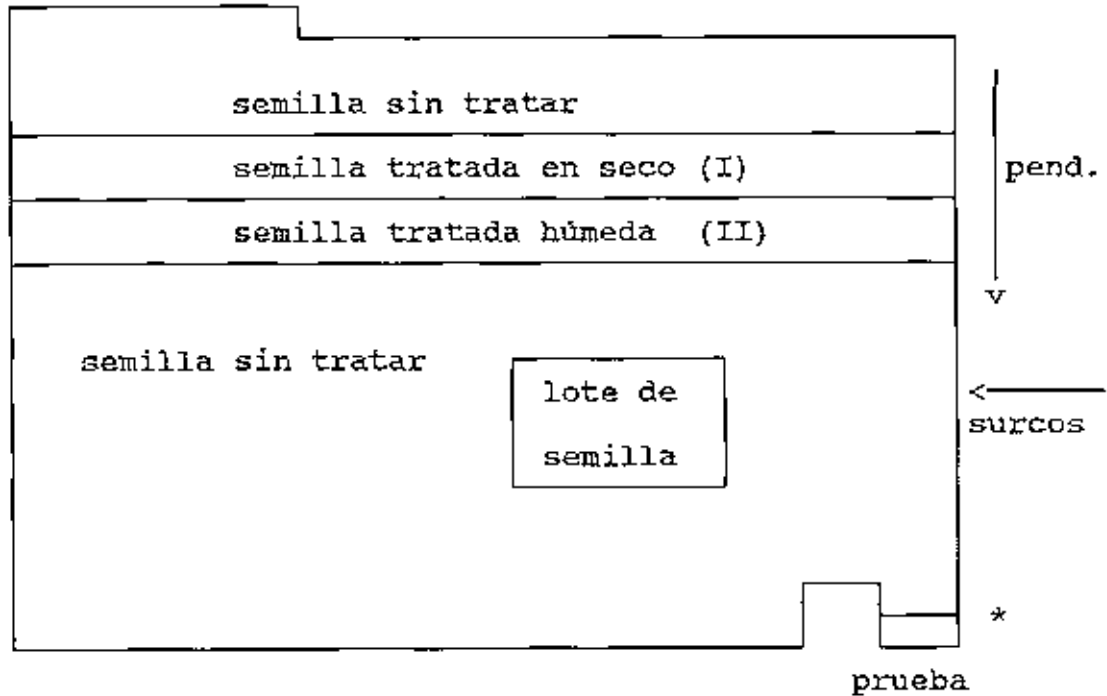 semilla sin tratar
semilla tratada en seco (I)
pend.
semilla tratada húmeda (II)
v
semilla sin tratar
lote de
semilla
<
surcos
*
prueba